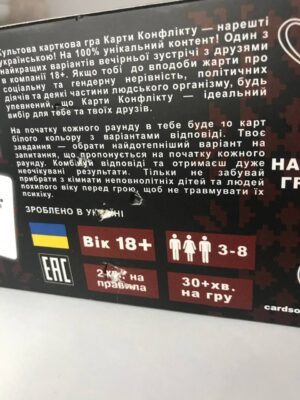 Культова карткова гра Карти Конфлікту — нарешті
українською! На 100% унікальний контент! Один з
найкращих варіантів вечірньої зустрічі з друзями
в компанії 18+. Якщо тобі до вподоби жарти про
соціальну та гендерну нерівність, політичних
діячів та деякі частини людського організму, будь
упевнений, що Карти Конфлікту — ідеальний
вибір для тебе та твоїх друзів.
На початку кожного раунду в тебе буде 10 карт
білого кольору з варіантами відповіді. Твоє
завдання – обрати найдотепніший варіант на
запитання, що пропонується на початку кожного
раунду. Комбінуй відповіді та отримаєш дуже
неочікувані результати. Тільки не забувай
прибрати з кімнати неповнолітніх дітей та людей
похилого віку перед грою, щоб не травмувати їх
психіку.
ЗРОБЛЕНО В УКРАЇНІ
Вік 18+
3-8
EAC
2 хв. на
правила
30+хв.
на гру
НА
ГР
cardso